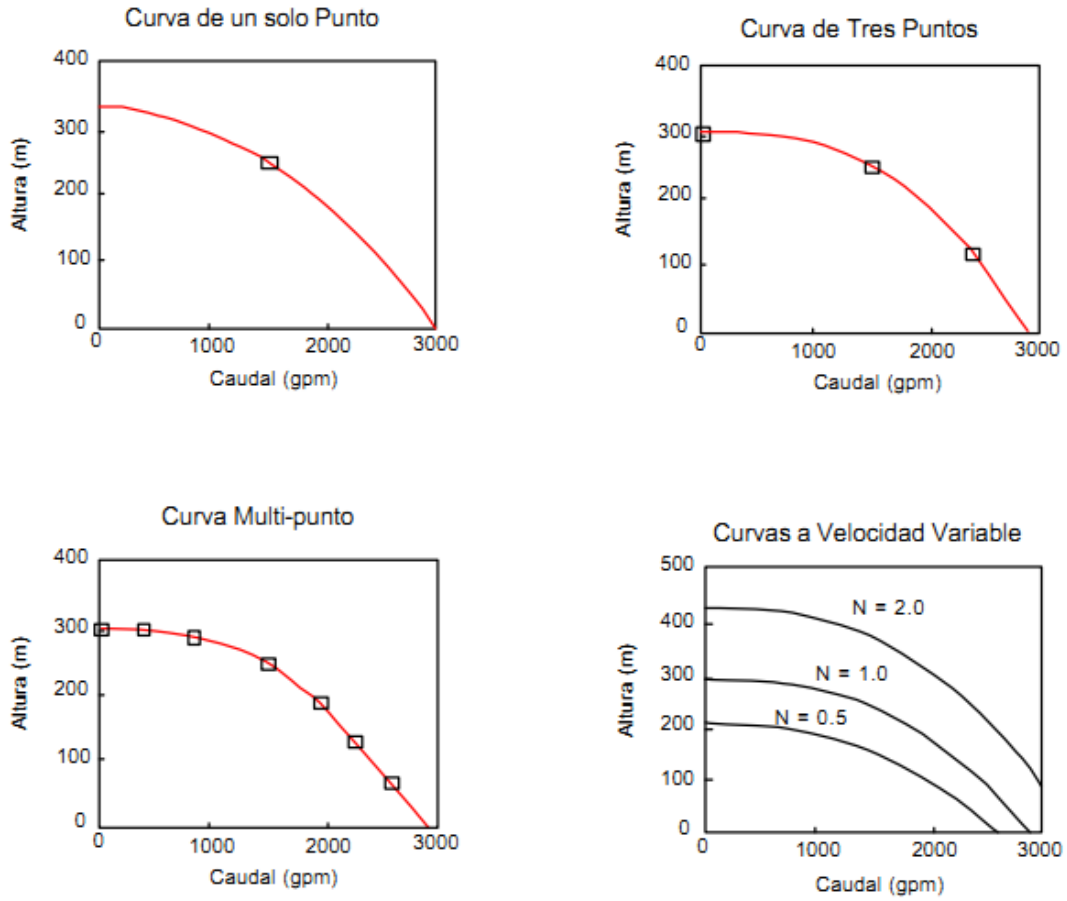 Curva de un solo Punto
400
300
200
100
0
Altura (m)
0 1000 2000 3000
Caudal (gpm)
Curva de Tres Puntos
400
300
200
100
0
Altura (m)
0 1000 2000 3000
Caudal (gpm)
Curva Multi-punto
400
300
200
100
0
Altura (m)
0 1000 2000 3000
Caudal (gpm)
Curvas a Velocidad Variable
500
400
300
200
100
0
Altura (m)
N = 2.0
N = 1.0
N = 0.5
0 1000 2000 3000
Caudal (gpm)